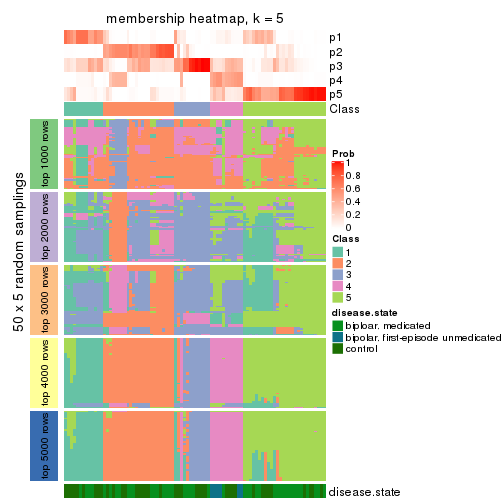 membership heatmap, k = 5
p1
p2
p3
p4
p5
Class
50 x 5 random samplings
top 1000 rows
top 2000 rows
top 3000 rows
top 4000 rows
top 5000 rows
Prob
1
0.8
0.6
0.4
0.2
0
Class
1
2
3
4
5
disease.state
biploar. medicated
bipolar. first-episode unmedicated
control
disease.state